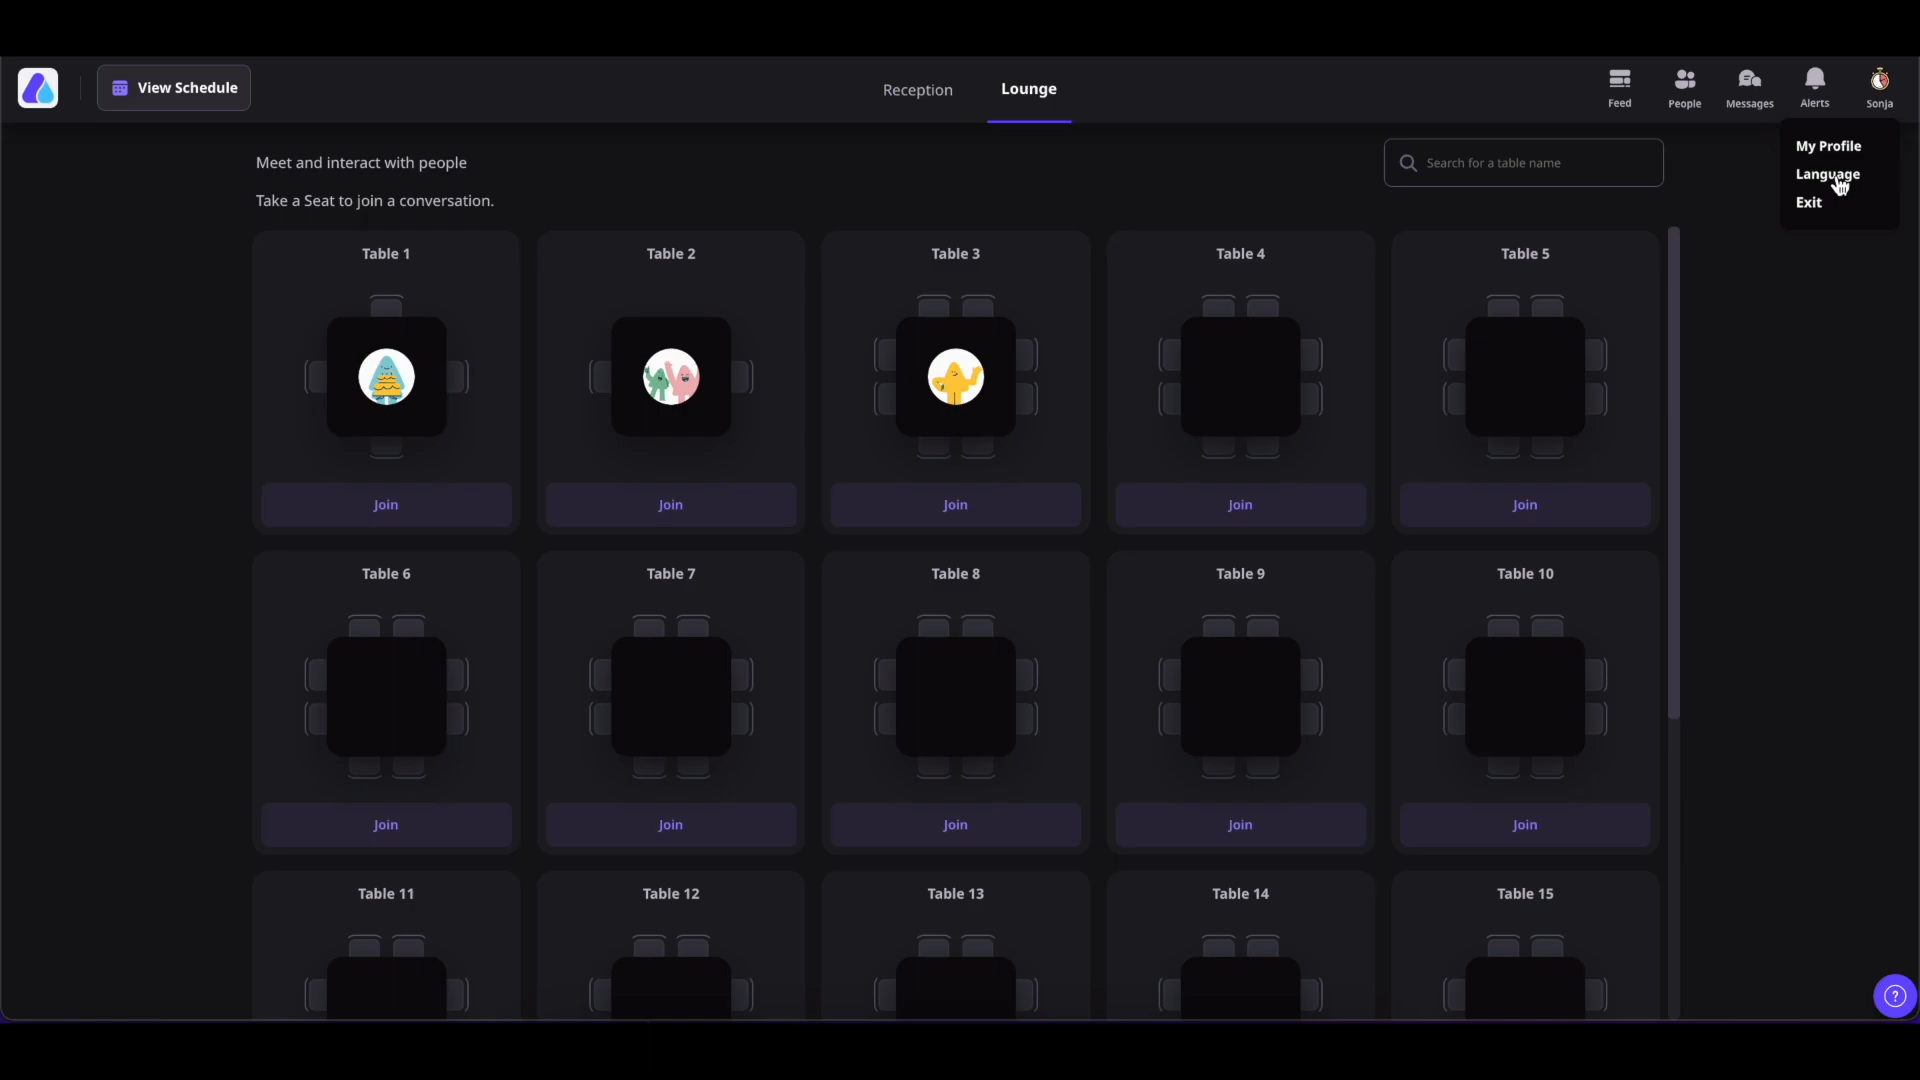 View Schedule
Reception
Lounge
Feed
People
Messages
Alerts
Sonja
My Profile
Language
Exit
Meet and interact with people
Search for a table name
Take a Seat to join a conversation.
Table 1
Table 2
Table 3
Table 4
Table 5
Join
Join
Join
Join
Join
Table 6
Table 7
Table 8
Table 9
Table 10
Join
Join
Join
Join
Join
Table 11
Table 12
Table 13
Table 14
Table 15
?